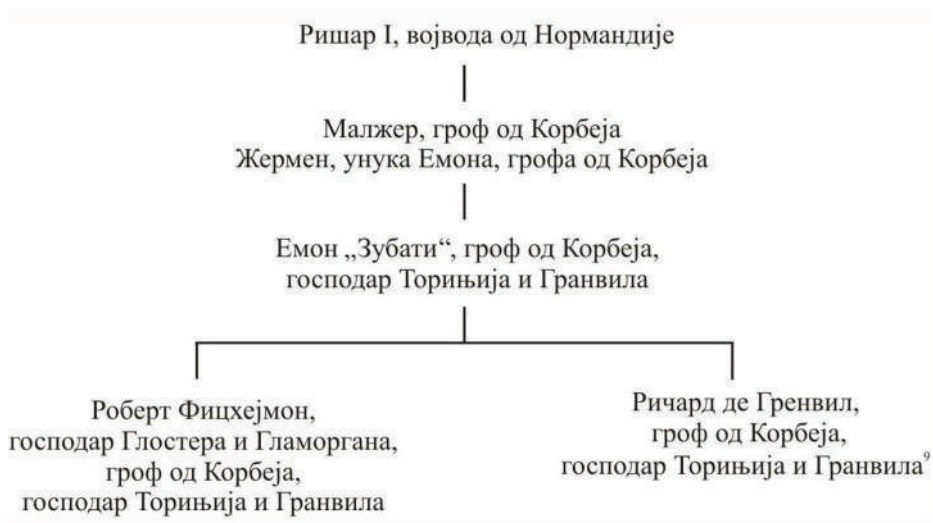 Ришар I, војвода од Нормандије
Малжер, гроф од Корбеја
Жермен, унука Емона, грофа од Корбеја
Емон „Зубати“, гроф од Корбеја,
господар Торињија и Гранвила
Роберт Фицхејмон,
господар Глостера и Гламоргана,
гроф од Корбеја,
господар Торињија и Гранвила
Ричард де Гренвил,
гроф од Корбеја,
господар Торињија и Гранвила⁹